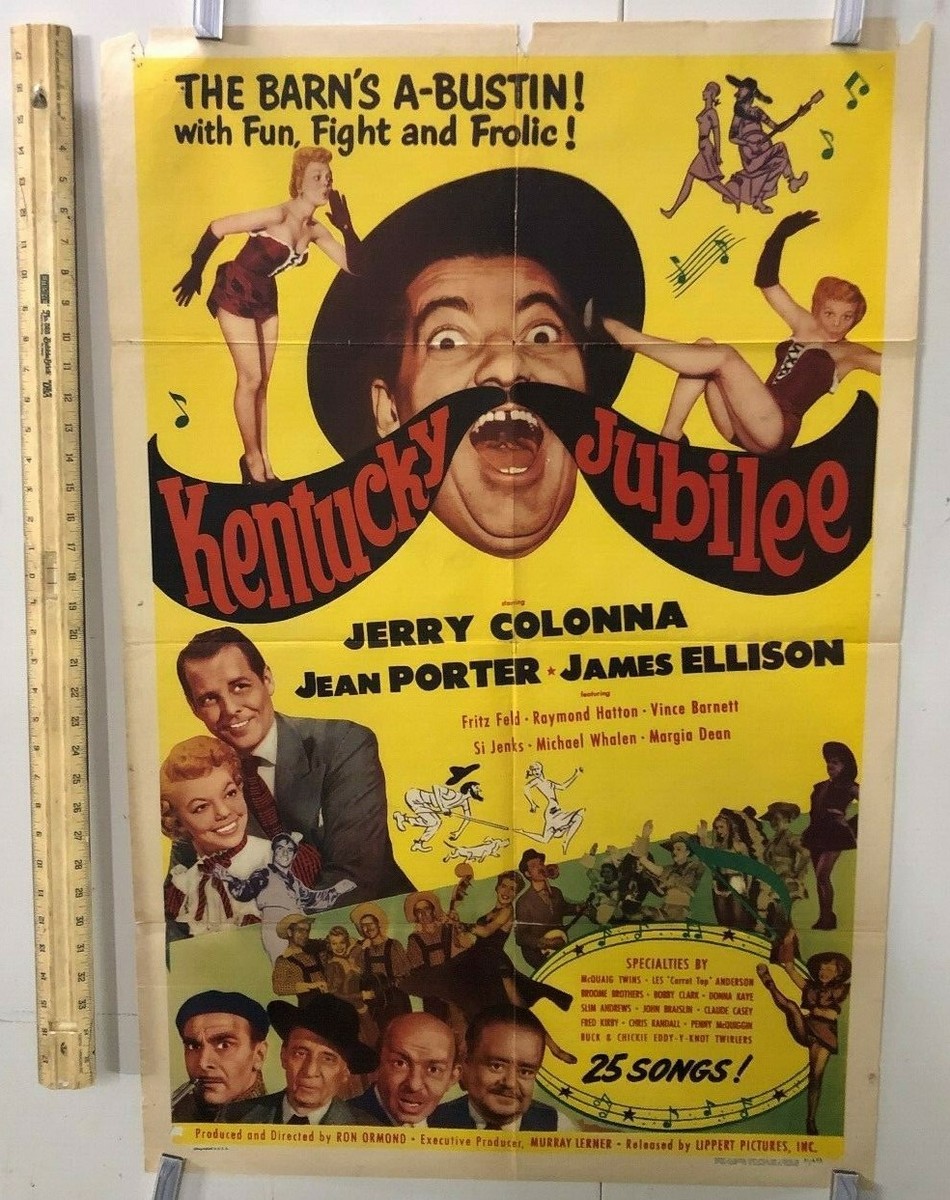 THE BARN'S A-BUSTIN!
with Fun, Fight and Frolic!
Kentucky Jubilee
starring
JERRY COLONNA
JEAN PORTER ★ JAMES ELLISON
featuring
Fritz Feld · Raymond Hatton · Vince Barnett
Si Jenks · Michael Whalen · Margia Dean
SPECIALTIES BY
McQUAIG TWINS · LES "Carrot Top" ANDERSON
BROOME BROTHERS · BOBBY CLARK · DONNA KAYE
SLIM ANDREWS · JOHN BRAISLIN · CLAUDE CASEY
FRED KIRBY · CHRIS RANDALL · PENNY McGUIGGIN
BUCK & CHICKIE EDDY-Y-KNOT TWIRLERS
25 SONGS!
Produced and Directed by RON ORMOND · Executive Producer, MURRAY LERNER · Released by LIPPERT PICTURES, INC.